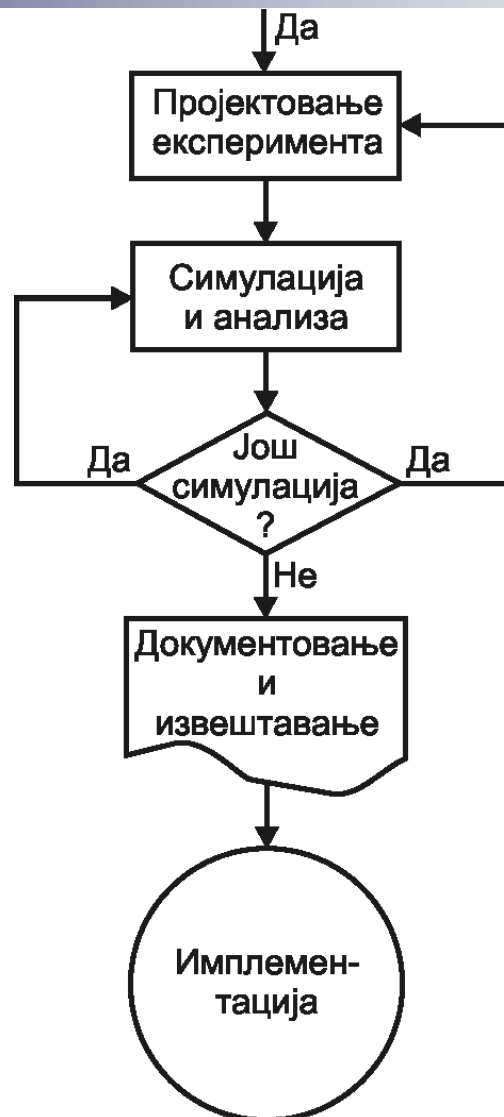 Да
Пројектовање
експеримента
Симулација
и анализа
Да
Још
симулација
?
Да
Не
Документовање
и
извештавање
Имплемен-
тација